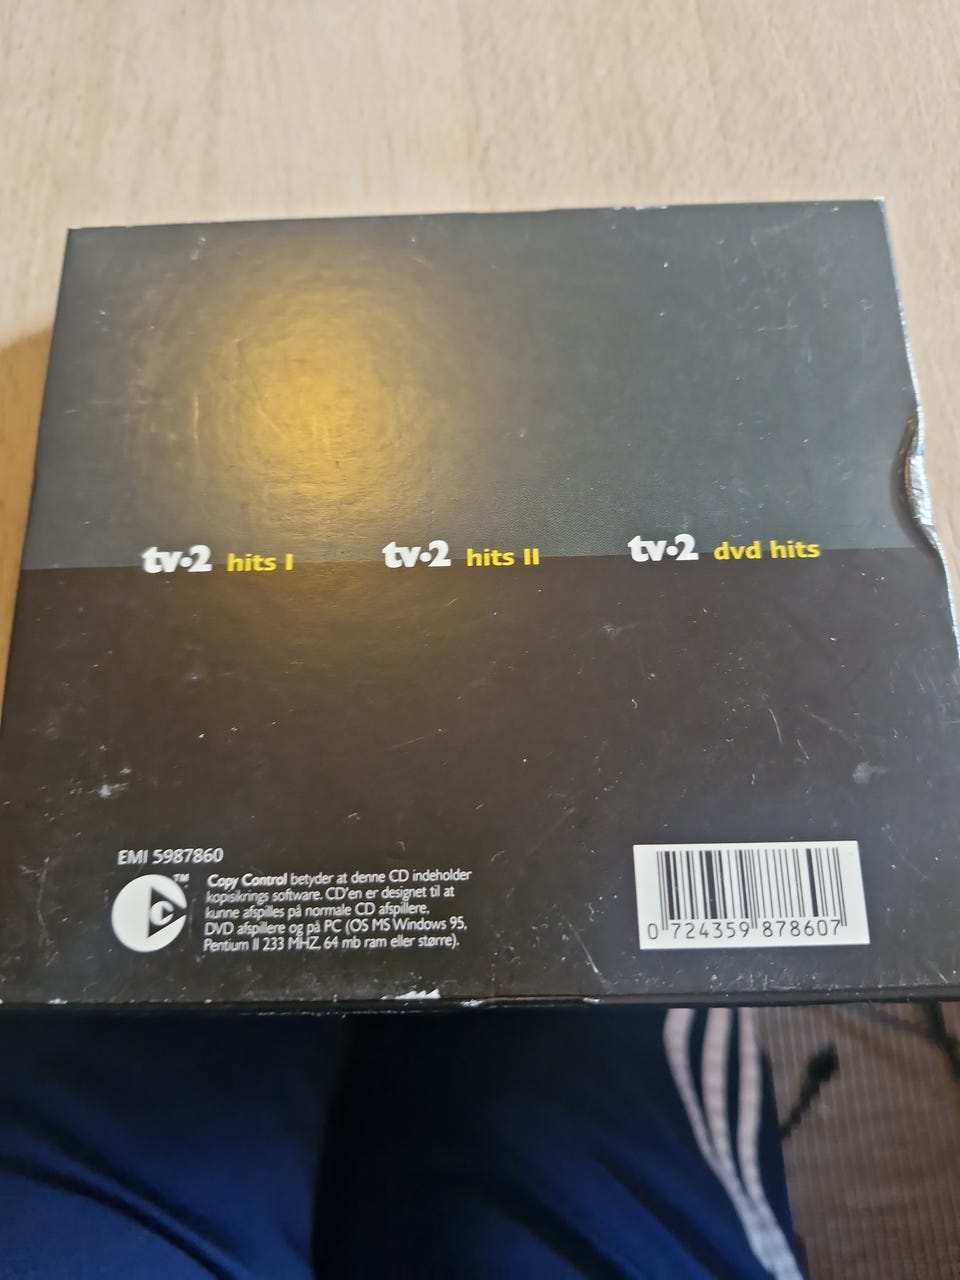 tv·2 hits I
tv·2 hits II
tv·2 dvd hits
EMI 5987860
TM
C
Copy Control betyder at denne CD indeholder
kopisikrings software. CD'en er designet til at
kunne afspilles på normale CD afspillere,
DVD afspillere og på PC (OS MS Windows 95,
Pentium II 233 MHZ, 64 mb ram eller større).
0 724359 878607